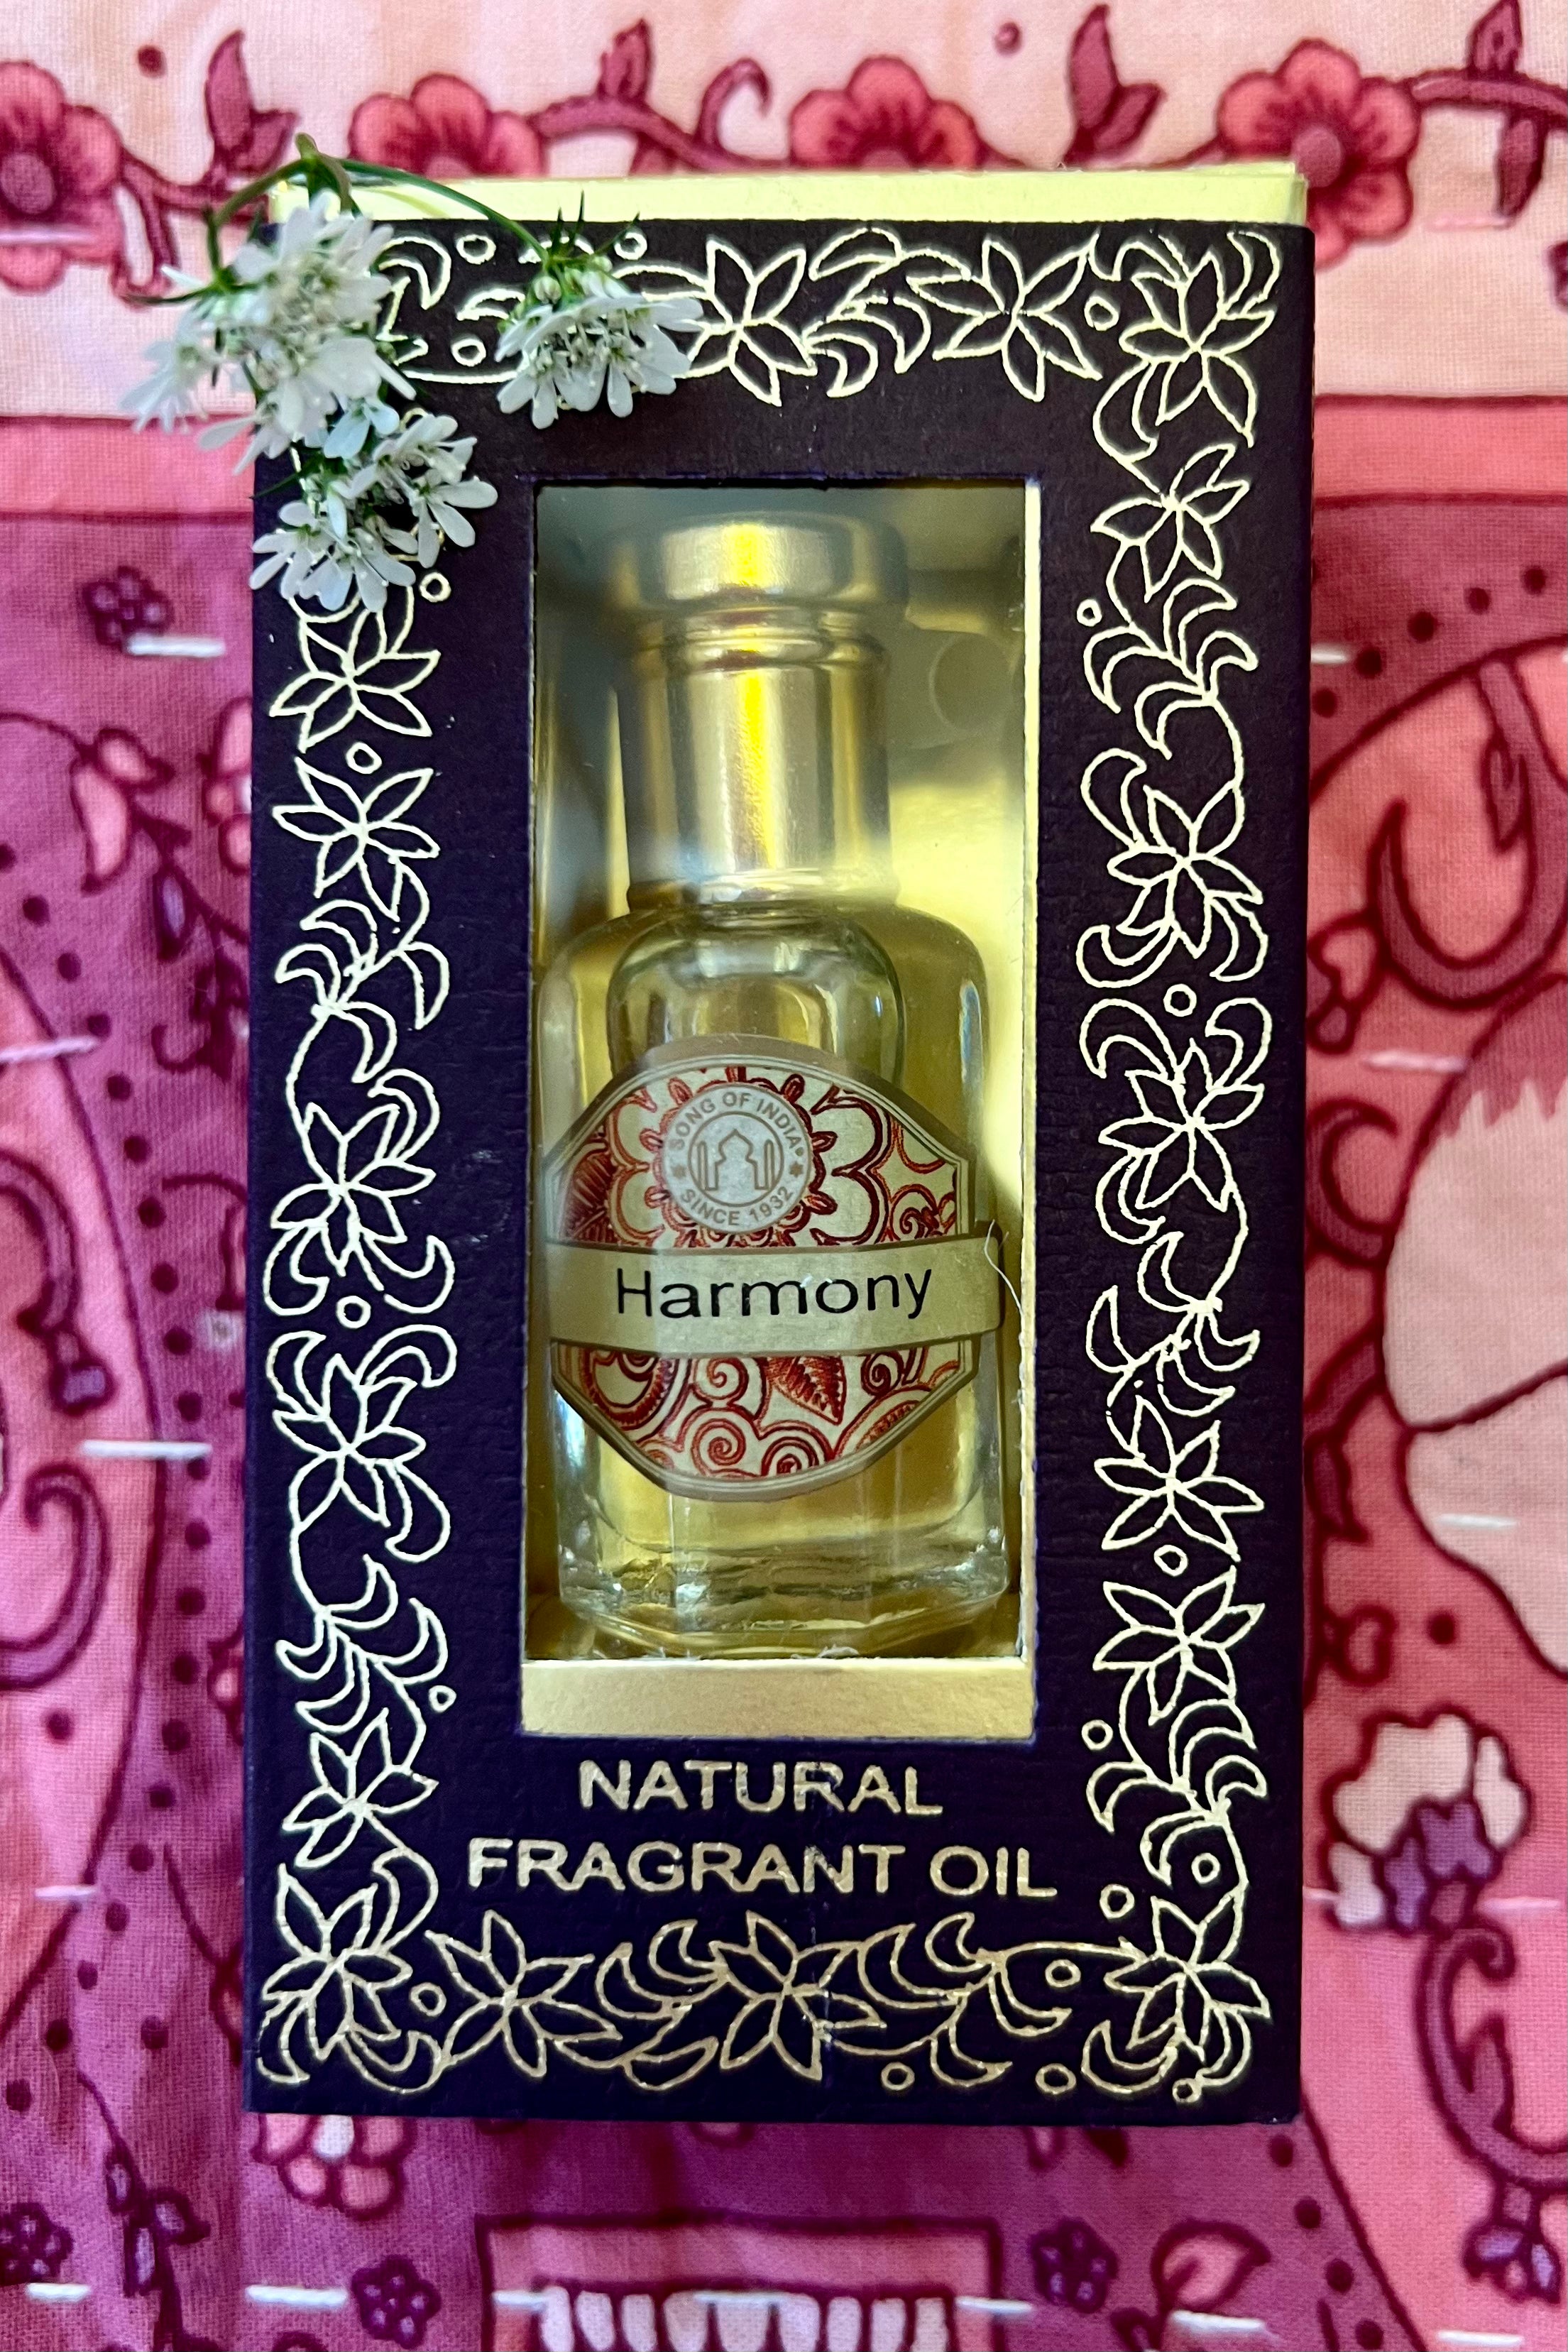 SONG OF INDIA®
SINCE 1932
Harmony
NATURAL
FRAGRANT OIL